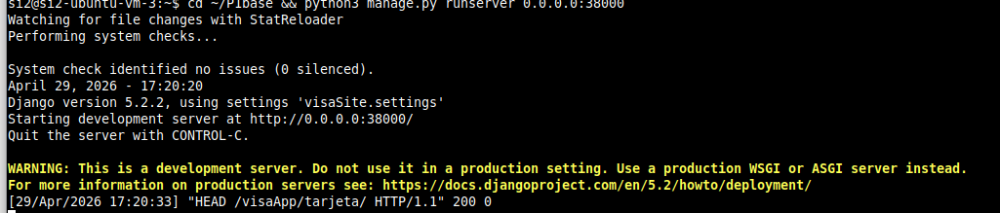 si2@si2-ubuntu-vm-3:~$ cd ~/P1base && python3 manage.py runserver 0.0.0.0:38000
Watching for file changes with StatReloader
Performing system checks...
System check identified no issues (0 silenced).
April 29, 2026 - 17:20:20
Django version 5.2.2, using settings 'visaSite.settings'
Starting development server at http://0.0.0.0:38000/
Quit the server with CONTROL-C.
WARNING: This is a development server. Do not use it in a production setting. Use a production WSGI or ASGI server instead.
For more information on production servers see: https://docs.djangoproject.com/en/5.2/howto/deployment/
[29/Apr/2026 17:20:33] "HEAD /visaApp/tarjeta/ HTTP/1.1" 200 0